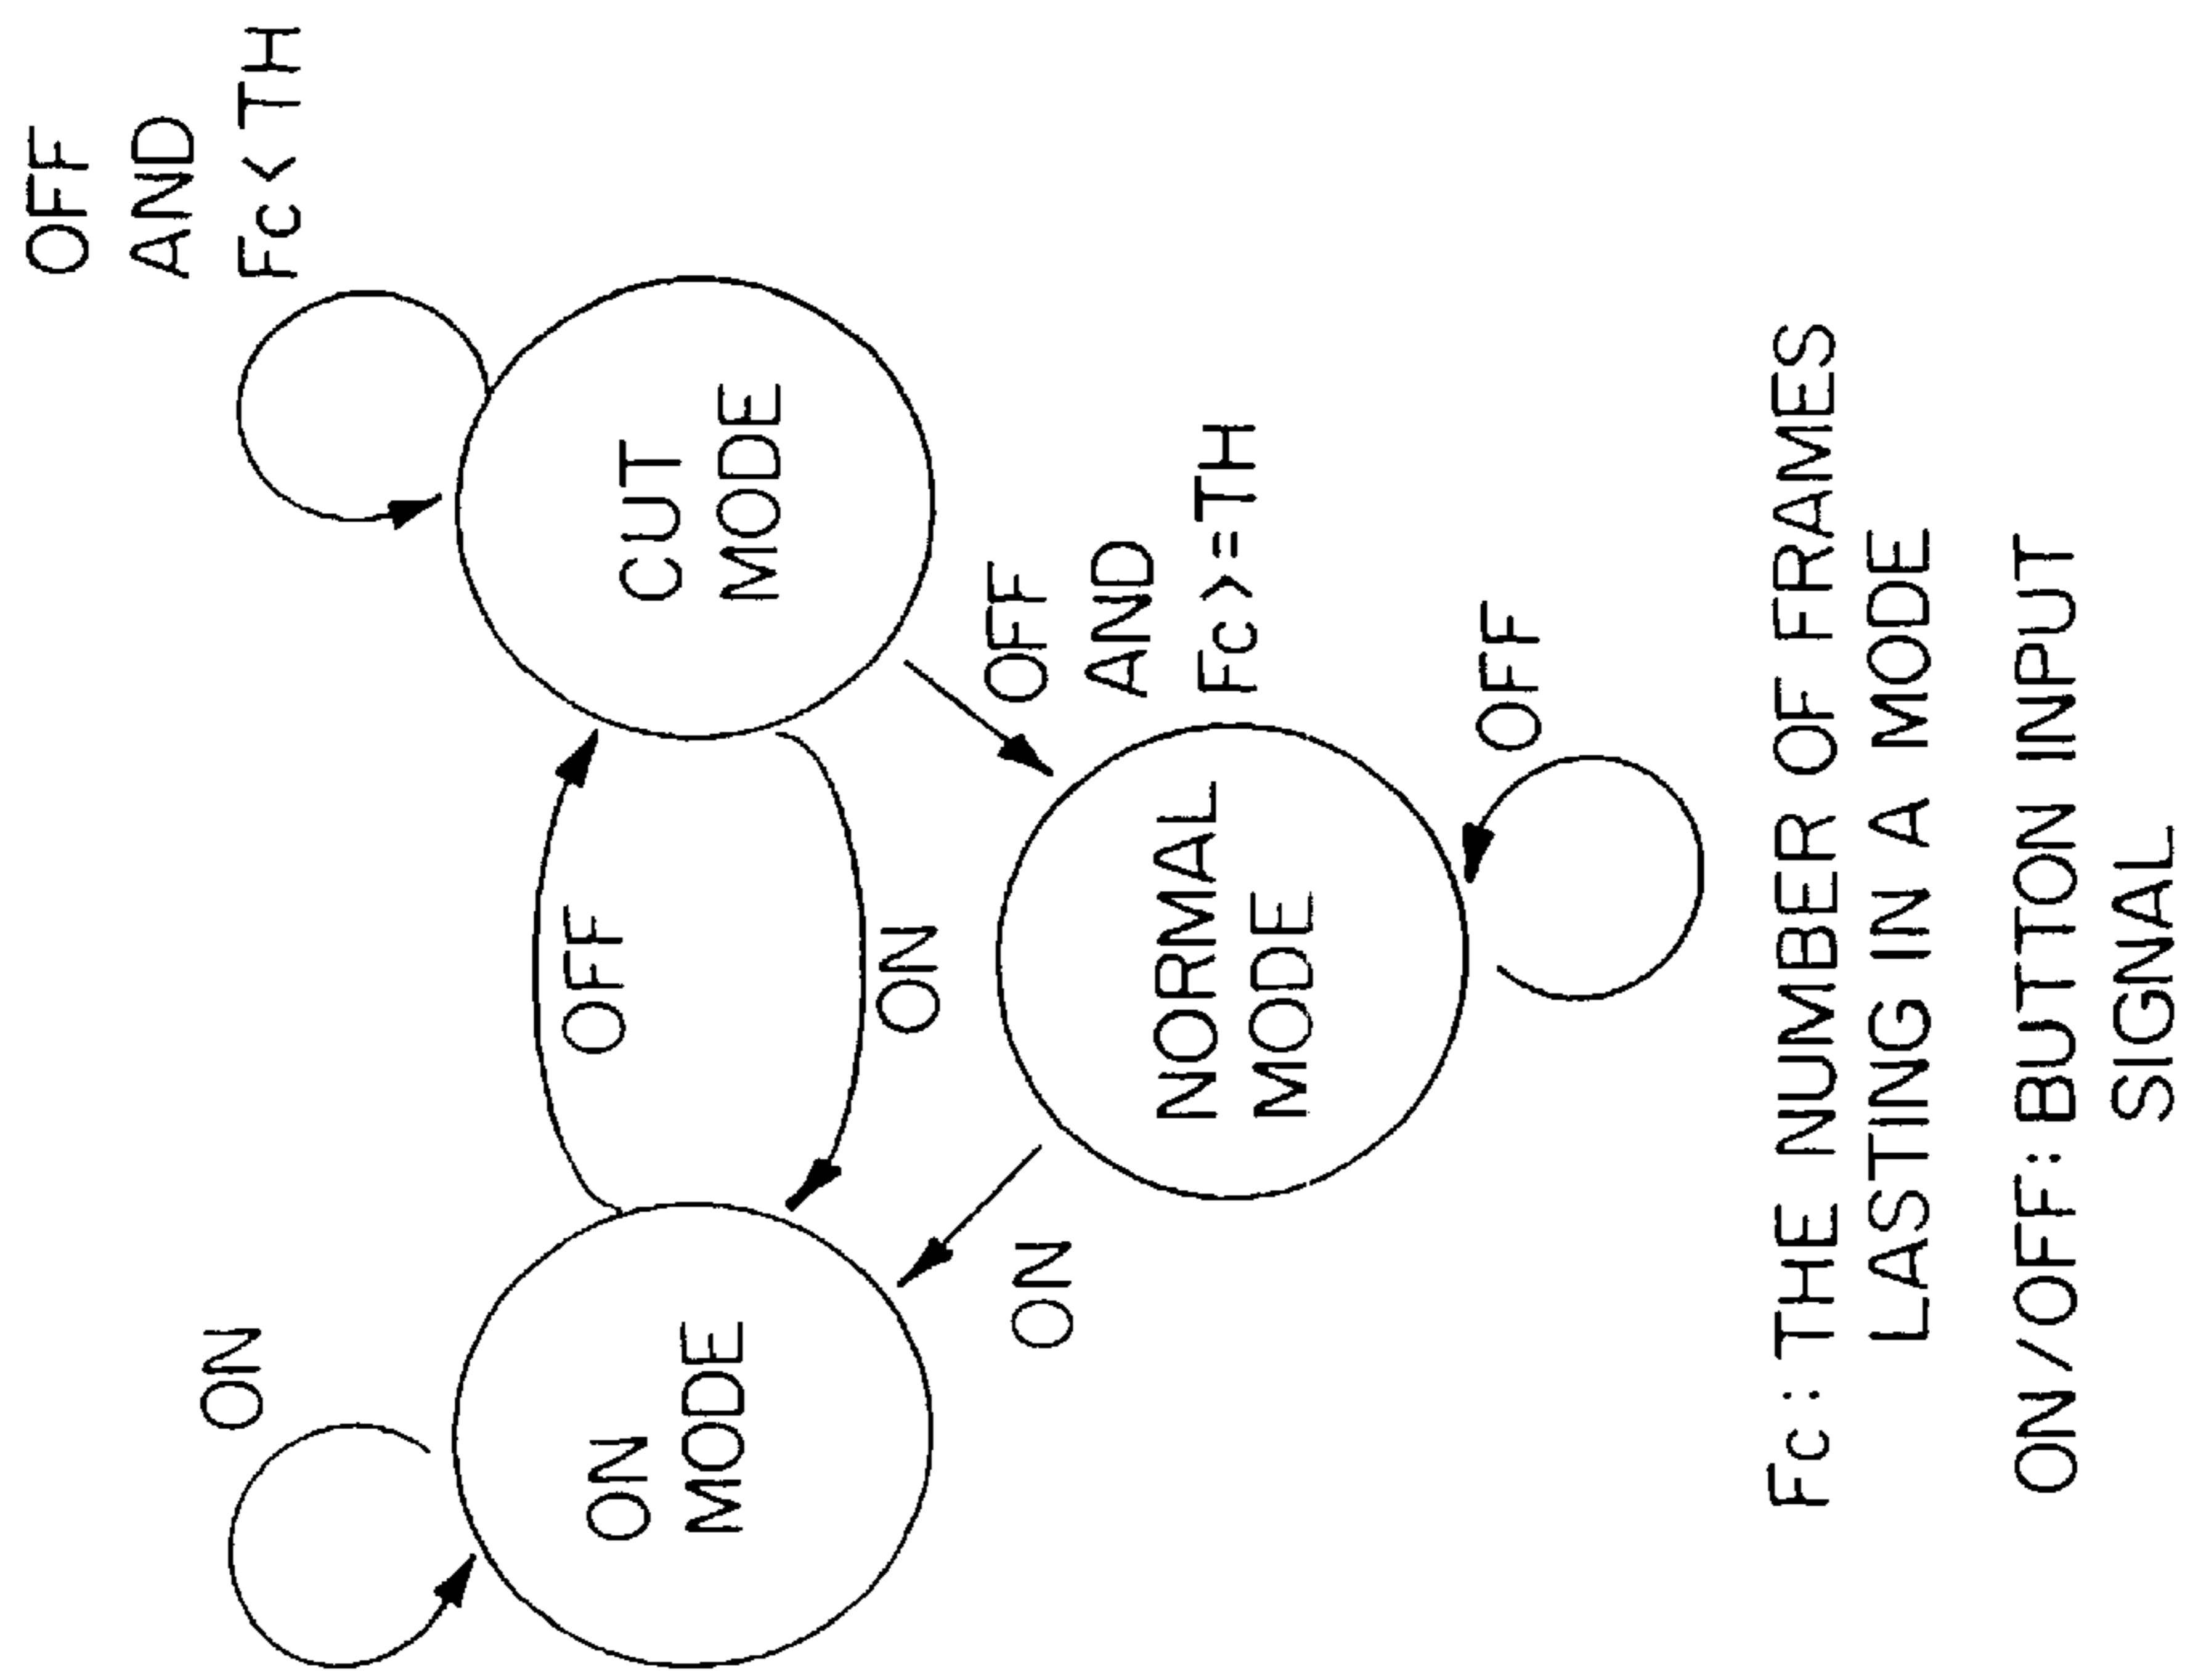 OFF
AND
Fc<TH
ON
CUT
MODE
OFF
ON
MODE
ON
OFF
AND
Fc>=TH
ON
NORMAL
MODE
OFF
Fc: THE NUMBER OF FRAMES
LASTING IN A MODE
ON/OFF: BUTTON INPUT
SIGNAL